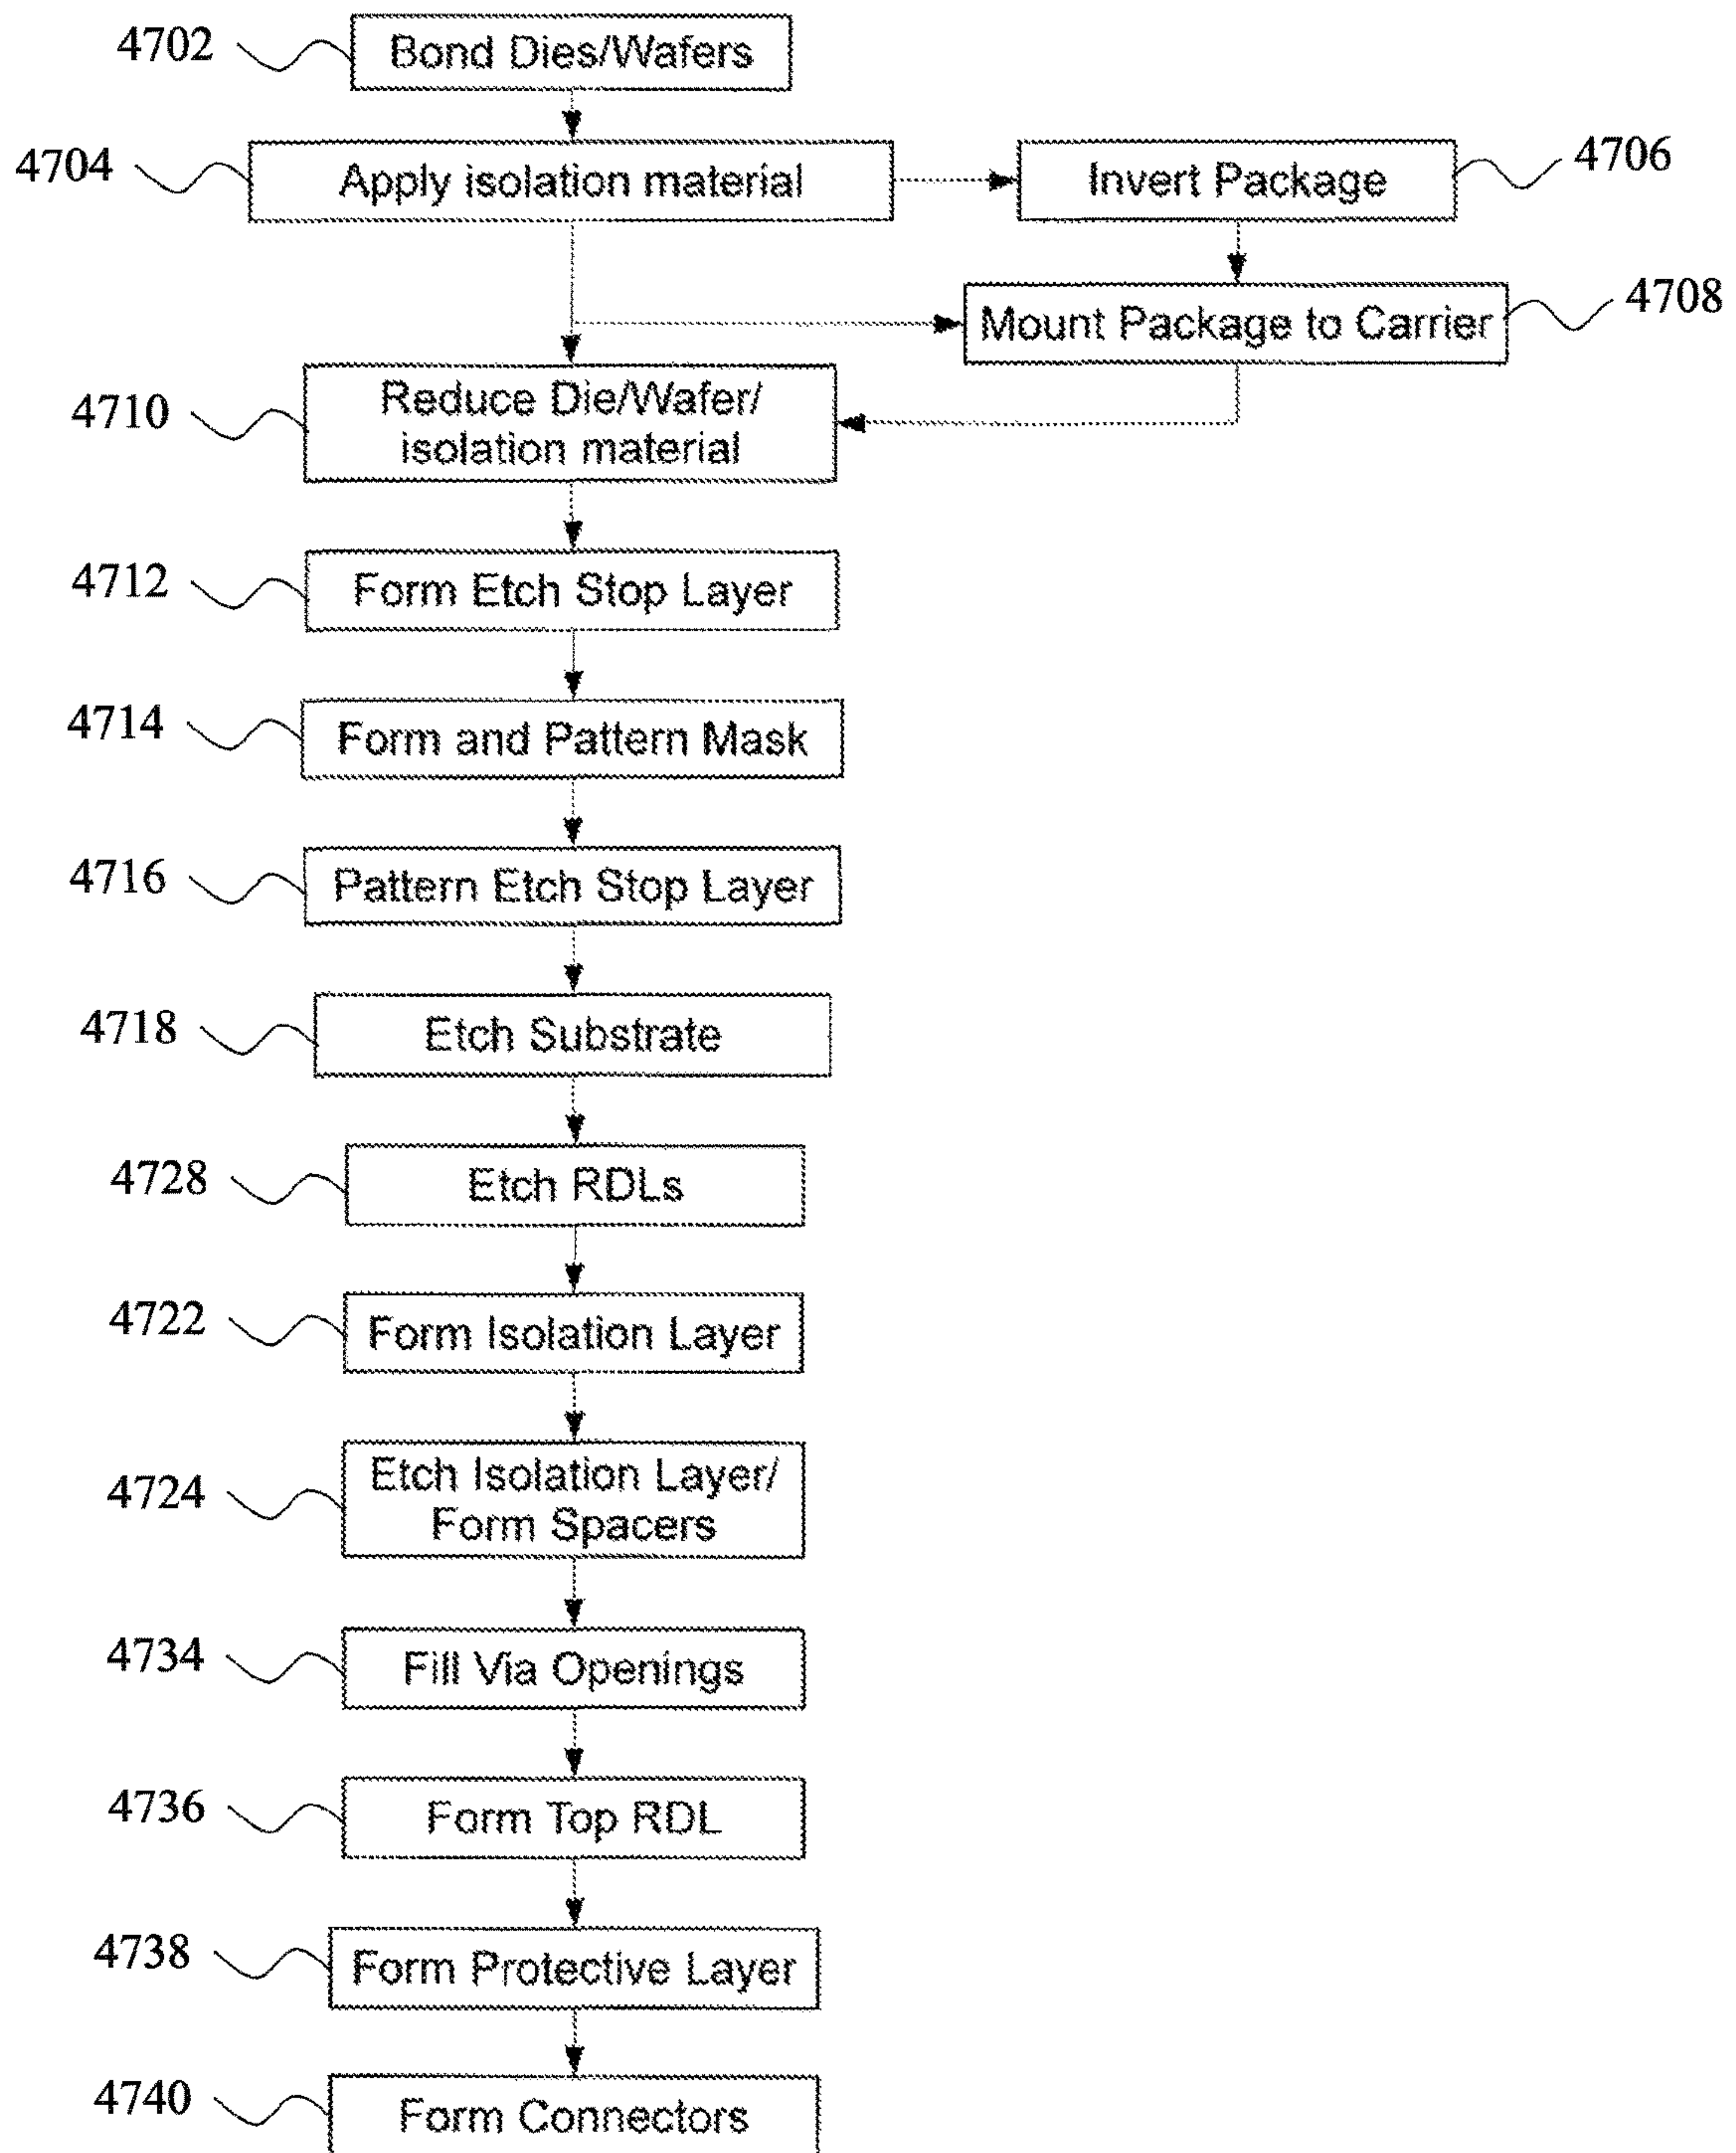 4702
Bond Dies/Wafers
4704
Apply isolation material
Invert Package
4706
Mount Package to Carrier
4708
4710
Reduce Die/Wafer/
isolation material
4712
Form Etch Stop Layer
4714
Form and Pattern Mask
4716
Pattern Etch Stop Layer
4718
Etch Substrate
4728
Etch RDLs
4722
Form Isolation Layer
4724
Etch Isolation Layer/
Form Spacers
4734
Fill Via Openings
4736
Form Top RDL
4738
Form Protective Layer
4740
Form Connectors